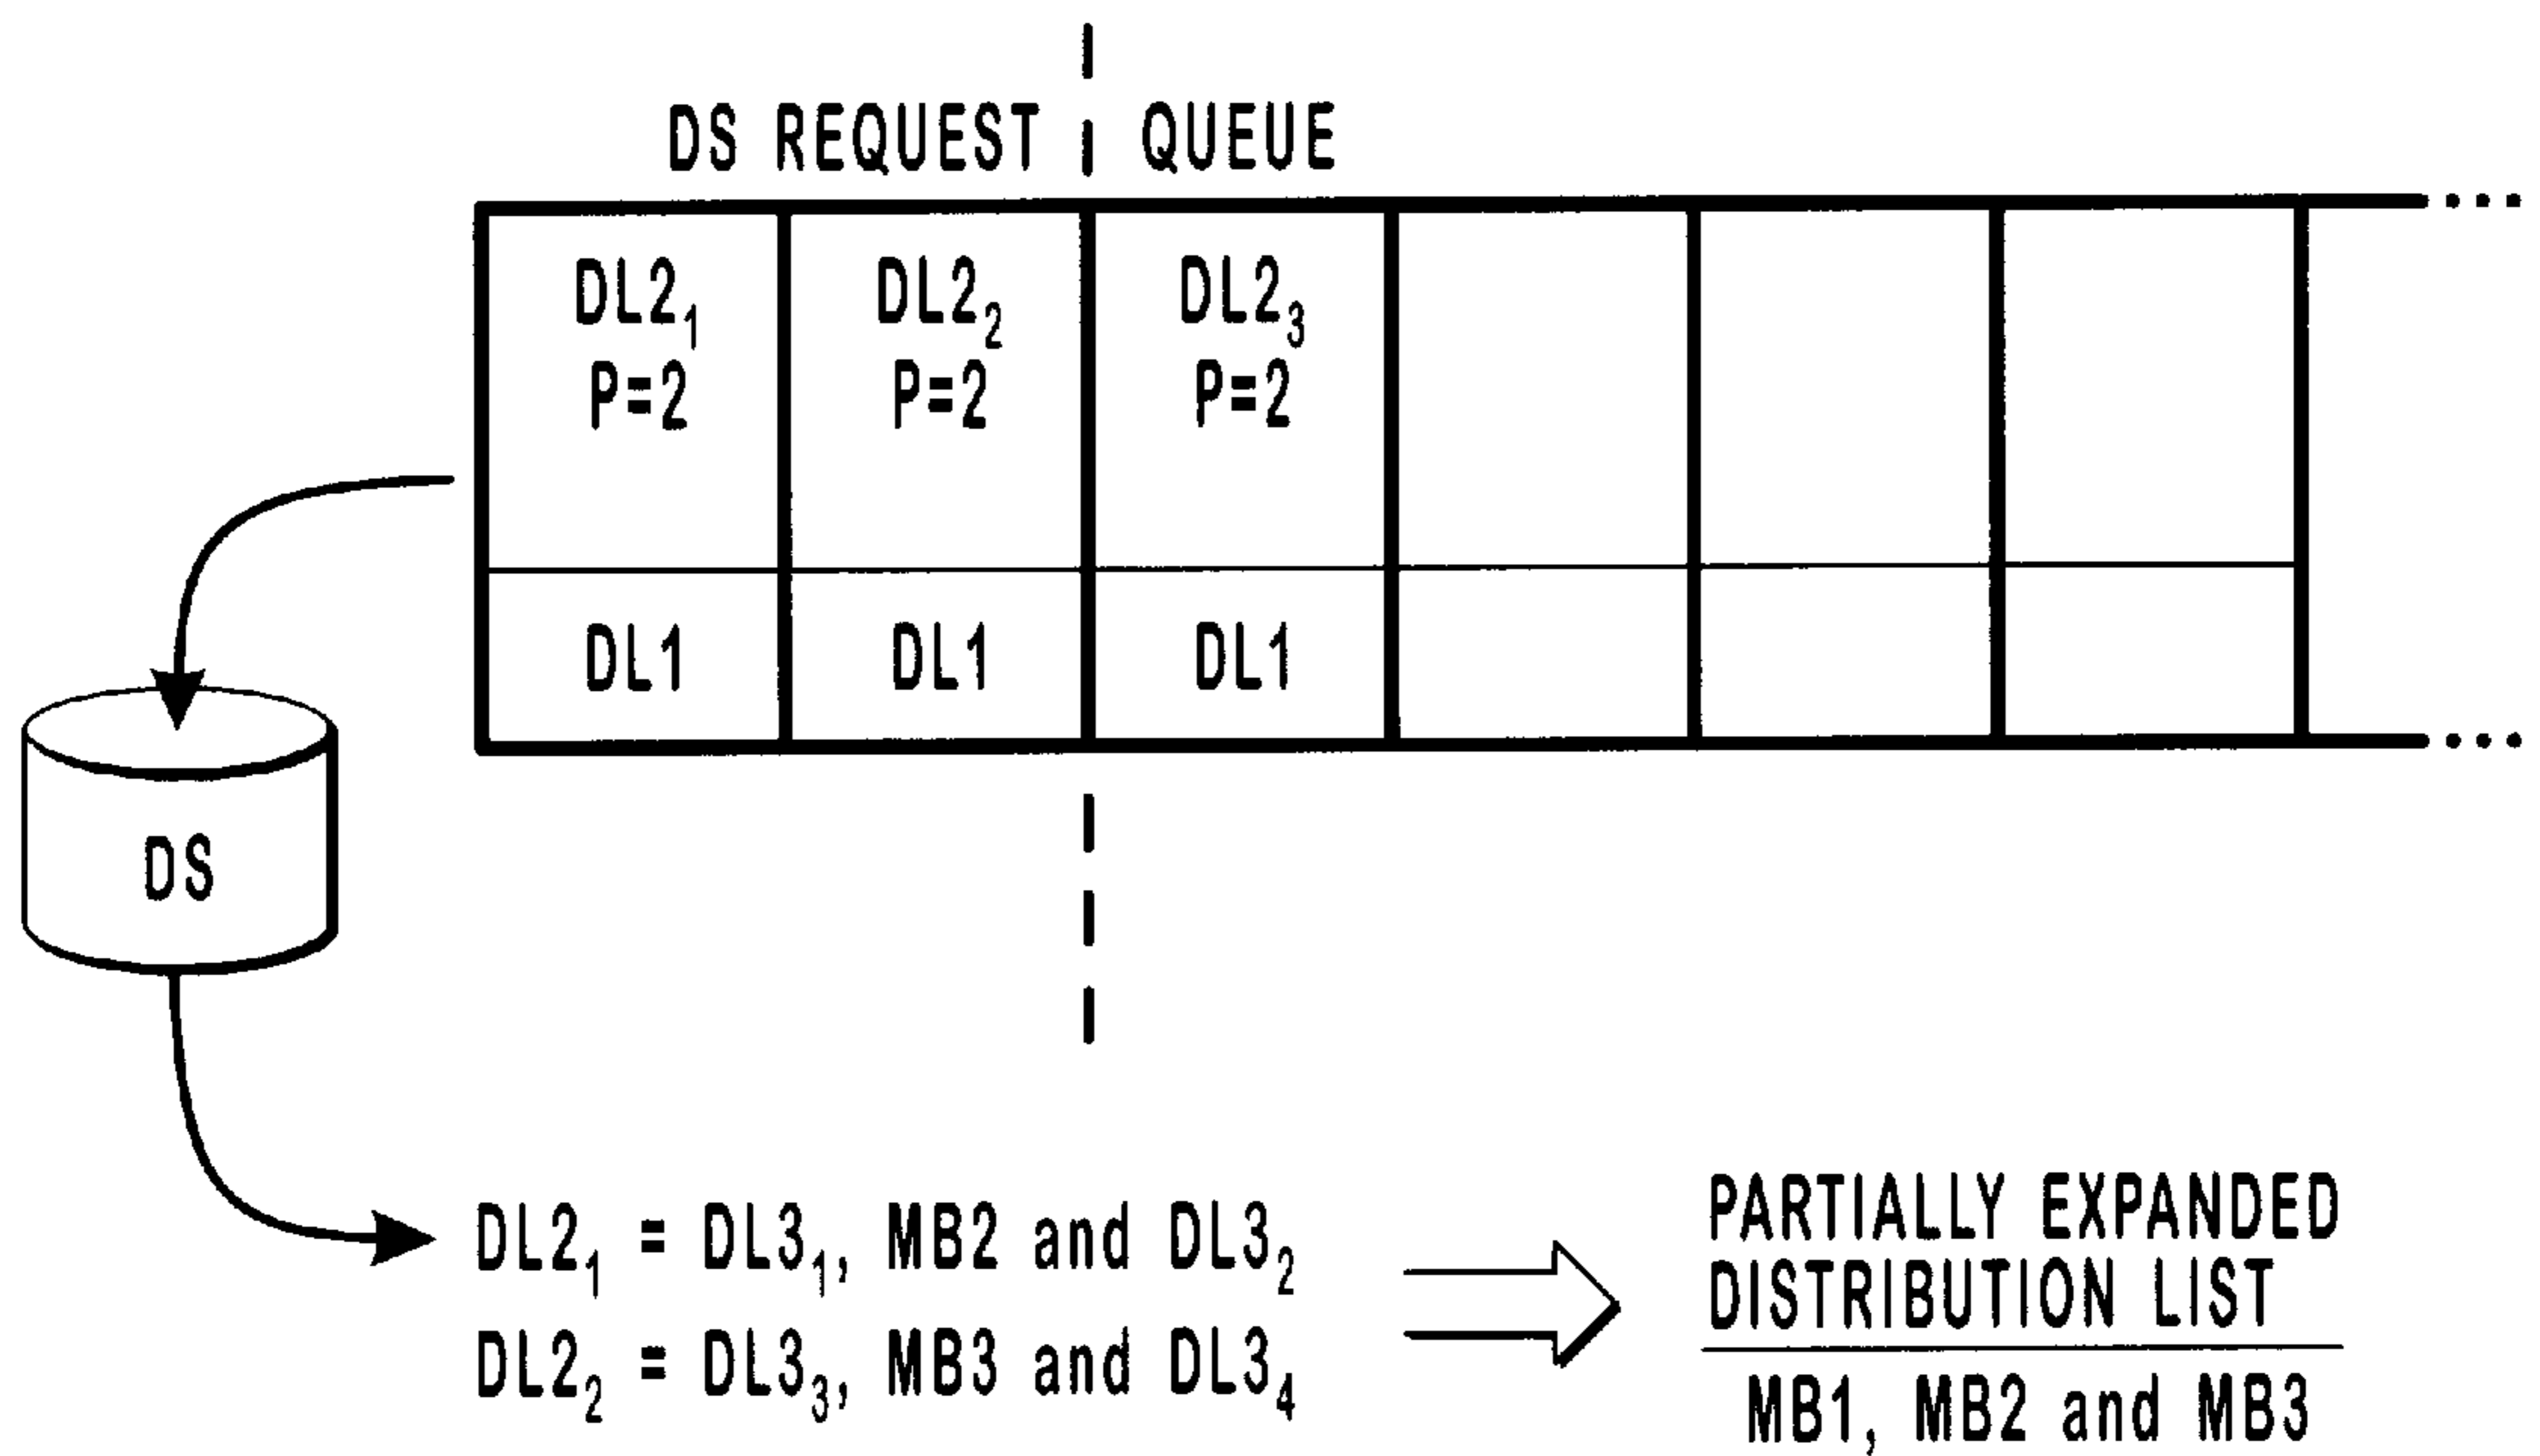 DS REQUEST QUEUE
DL2₁ DL2₂ DL2₃
P=2 P=2 P=2
DL1 DL1 DL1
DS
DL2₁ = DL3₁, MB2 and DL3₂
DL2₂ = DL3₃, MB3 and DL3₄
PARTIALLY EXPANDED
DISTRIBUTION LIST
MB1, MB2 and MB3